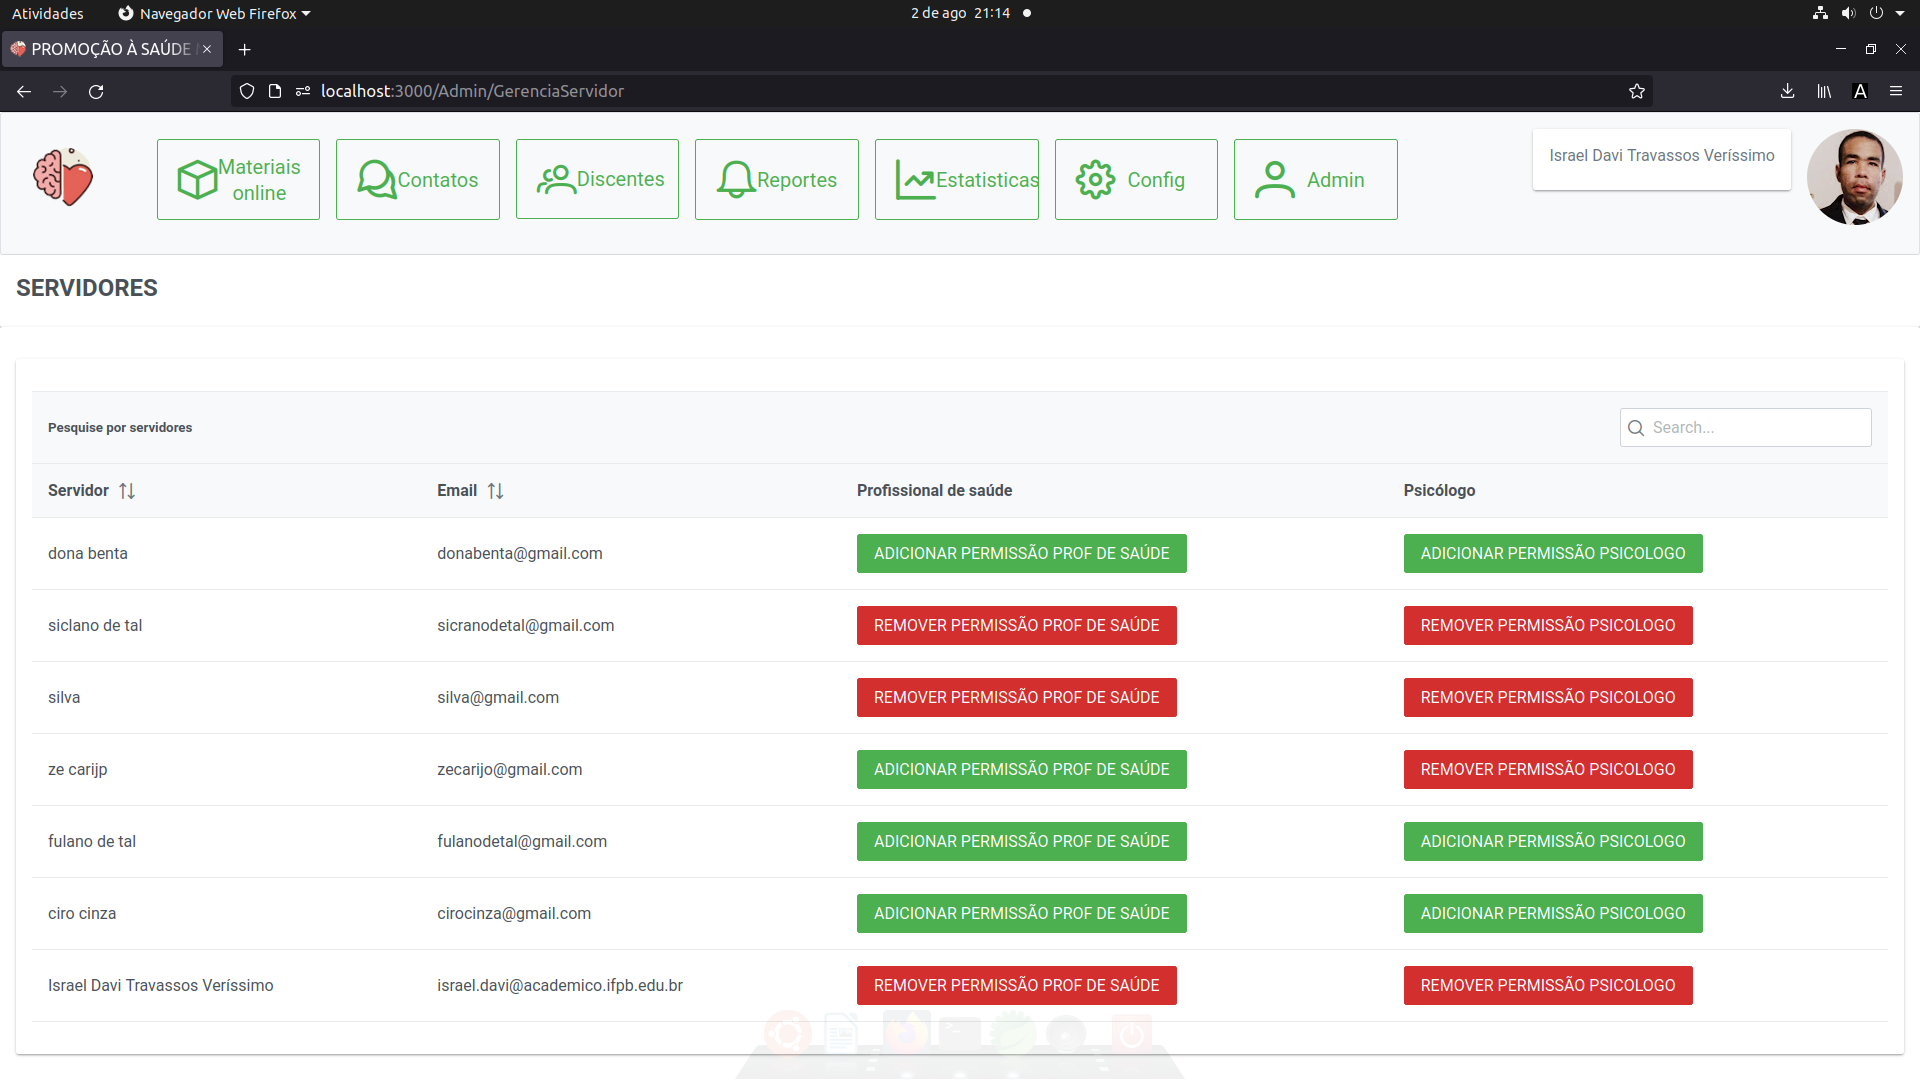 Atividades
Navegador Web Firefox
2 de ago 21:14
PROMOÇÃO À SAÚDE
localhost:3000/Admin/GerenciaServidor
A
Materiais
online
Contatos
Discentes
Reportes
Estatisticas
Config
Admin
Israel Davi Travassos Veríssimo
SERVIDORES
Pesquise por servidores
Search...
Servidor Email Profissional de saúde Psicólogo
dona benta donabenta@gmail.com ADICIONAR PERMISSÃO PROF DE SAÚDE ADICIONAR PERMISSÃO PSICOLOGO
siclano de tal sicranodetal@gmail.com REMOVER PERMISSÃO PROF DE SAÚDE REMOVER PERMISSÃO PSICOLOGO
silva silva@gmail.com REMOVER PERMISSÃO PROF DE SAÚDE REMOVER PERMISSÃO PSICOLOGO
ze carijp zecarijo@gmail.com ADICIONAR PERMISSÃO PROF DE SAÚDE REMOVER PERMISSÃO PSICOLOGO
fulano de tal fulanodetal@gmail.com ADICIONAR PERMISSÃO PROF DE SAÚDE ADICIONAR PERMISSÃO PSICOLOGO
ciro cinza cirocinza@gmail.com ADICIONAR PERMISSÃO PROF DE SAÚDE ADICIONAR PERMISSÃO PSICOLOGO
Israel Davi Travassos Veríssimo israel.davi@academico.ifpb.edu.br REMOVER PERMISSÃO PROF DE SAÚDE REMOVER PERMISSÃO PSICOLOGO